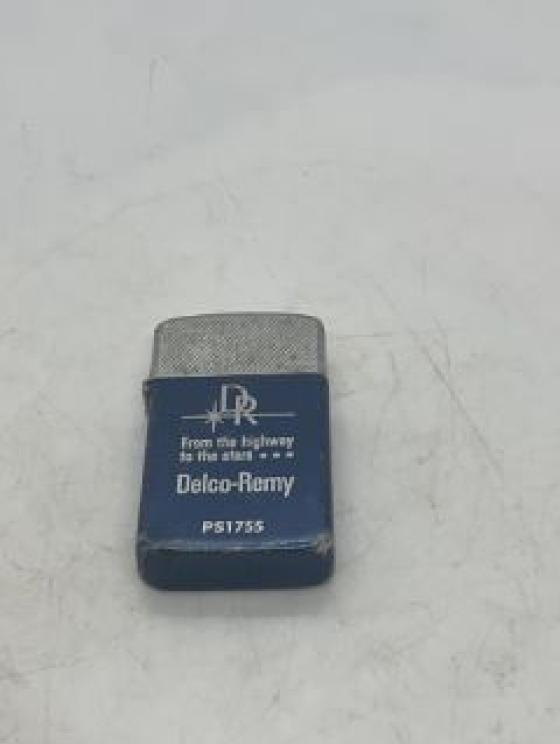 DR
From the highway
to the stars • • •
Delco-Remy
PS1755